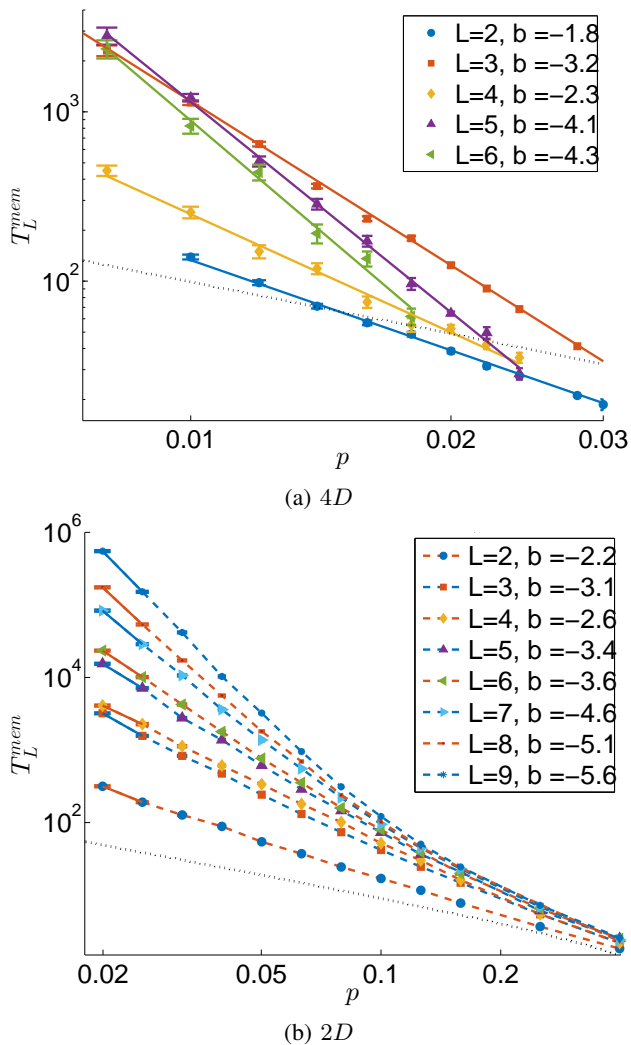 10^3
10^2
T_L^{mem}
L=2, b =−1.8
L=3, b =−3.2
L=4, b =−2.3
L=5, b =−4.1
L=6, b =−4.3
0.01 0.02 0.03
p
(a) 4D
10^6
10^4
10^2
T_L^{mem}
L=2, b =−2.2
L=3, b =−3.1
L=4, b =−2.6
L=5, b =−3.4
L=6, b =−3.6
L=7, b =−4.6
L=8, b =−5.1
L=9, b =−5.6
0.02 0.05 0.1 0.2
p
(b) 2D